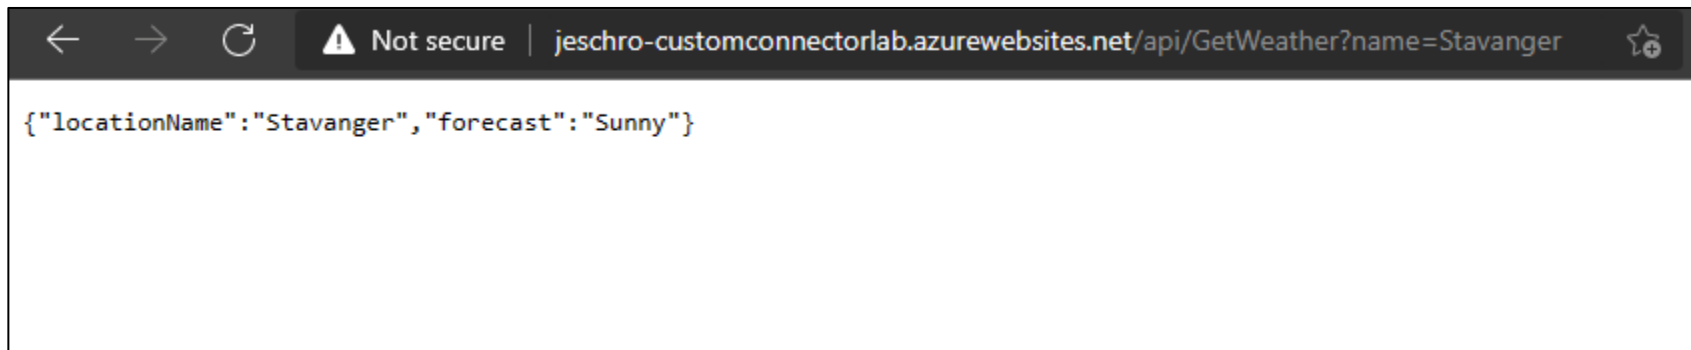 Not secure | jeschro-customconnectorlab.azurewebsites.net/api/GetWeather?name=Stavanger
{"locationName":"Stavanger","forecast":"Sunny"}